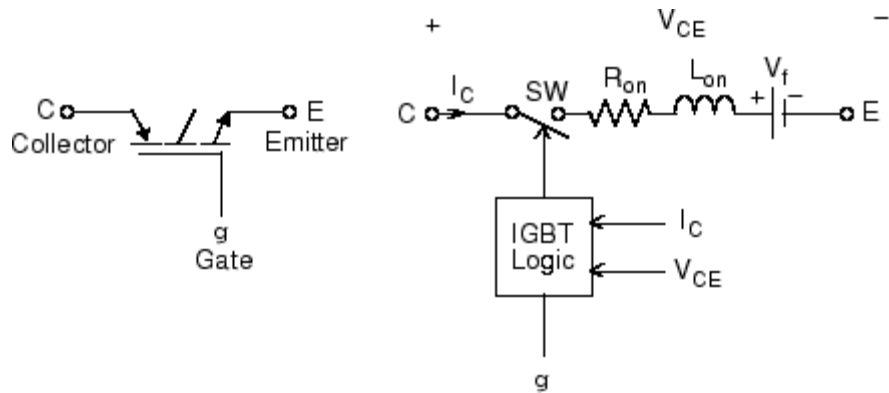 C
Collector
E
Emitter
g
Gate
+
V_CE
−
C
I_C
SW
R_on
L_on
V_f
+
−
E
IGBT
Logic
I_C
V_CE
g